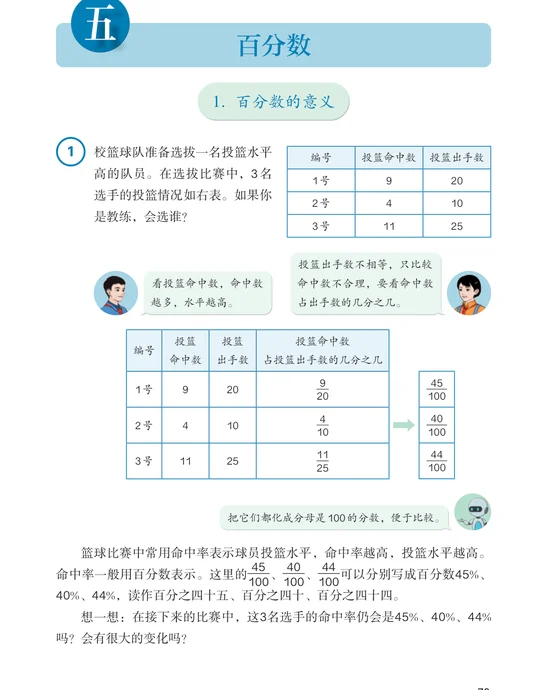 五
百分数
1. 百分数的意义
1
校篮球队准备选拔一名投篮水平
高的队员。在选拔比赛中，3名
选手的投篮情况如右表。如果你
是教练，会选谁？
编号 投篮命中数 投篮出手数
1号 9 20
2号 4 10
3号 11 25
看投篮命中数，命中数
越多，水平越高。
投篮出手数不相等，只比较
命中数不合理，要看命中数
占出手数的几分之几。
编号 投篮命中数 投篮出手数 投篮命中数占投篮出手数的几分之几
1号 9 20 9/20 45/100
2号 4 10 4/10 40/100
3号 11 25 11/25 44/100
把它们都化成分母是100的分数，便于比较。
篮球比赛中常用命中率表示球员投篮水平，命中率越高，投篮水平越高。
命中率一般用百分数表示。这里的45/100、40/100、44/100可以分别写成百分数45%、
40%、44%，读作百分之四十五、百分之四十、百分之四十四。
想一想：在接下来的比赛中，这3名选手的命中率仍会是45%、40%、44%
吗？会有很大的变化吗？